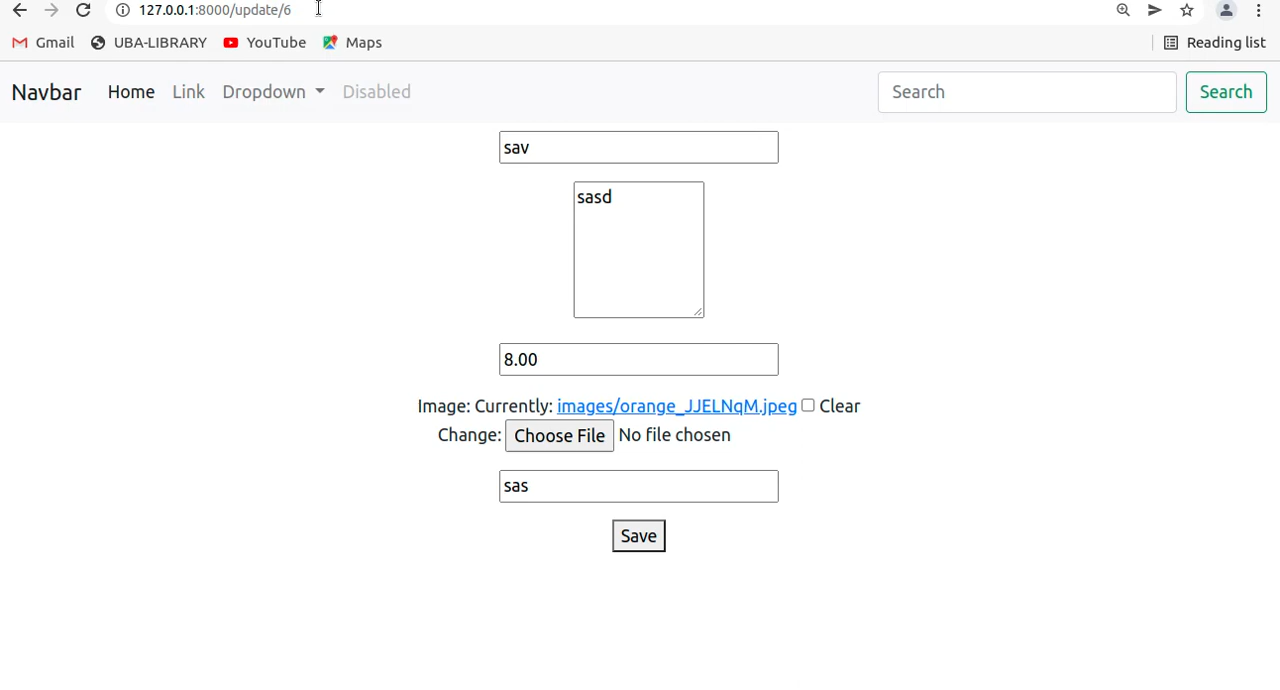 127.0.0.1:8000/update/6
Gmail UBA-LIBRARY YouTube Maps Reading list
Navbar Home Link Dropdown Disabled Search Search
sav
sasd
8.00
Image: Currently: images/orange_JJELNqM.jpeg Clear
Change: Choose File No file chosen
sas
Save